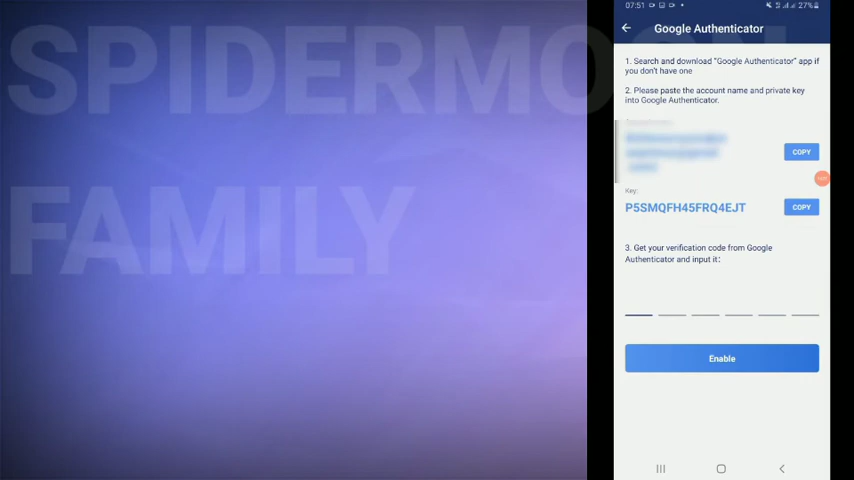 SPIDERMOON
FAMILY
07:51
27%
Google Authenticator
1. Search and download "Google Authenticator" app if
you don't have one
2. Please paste the account name and private key
into Google Authenticator.
COPY
Key:
P5SMQFH45FRQ4EJT
COPY
3. Get your verification code from Google
Authenticator and input it:
Enable